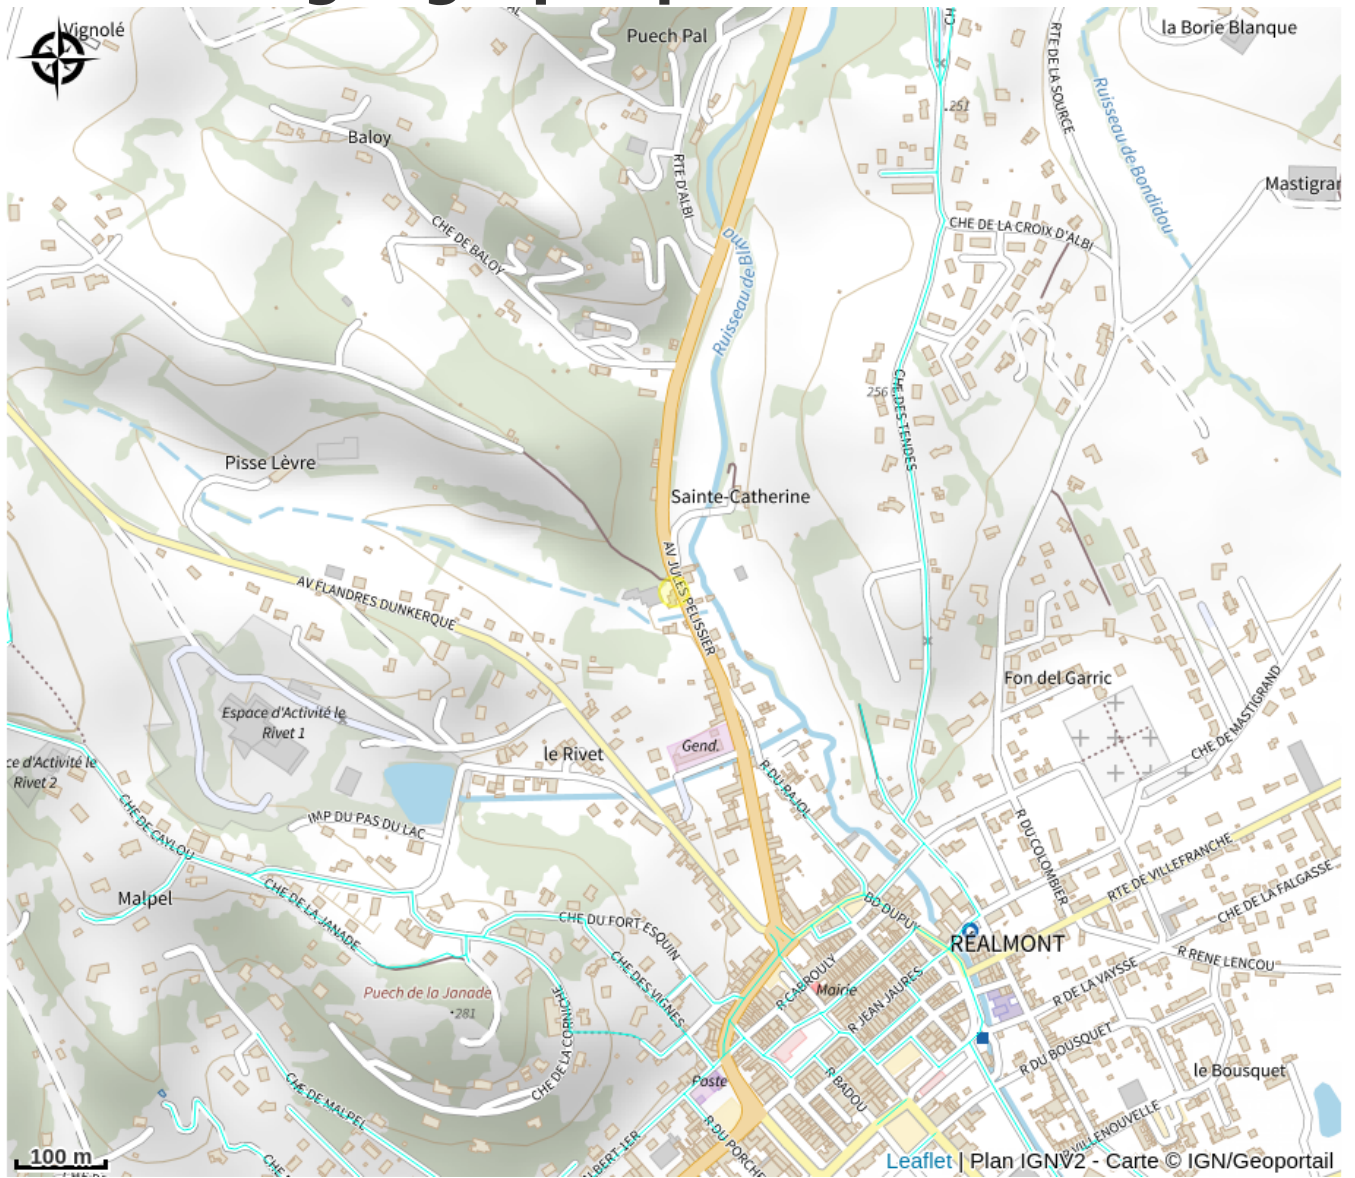 Vignolé
Puech Pal
la Borie Blanque
RTE DE LA SOURCE
Ruisseau de Bondidou
251
Baloy
RTE D'ALBI
Mastigran
CHE DE BALOY
CHE DE LA CROIX D'ALBI
Ruisseau de Blima
256
CHE DES TENDES
Pisse Lèvre
Sainte-Catherine
AV JULES PELISSIER
AV FLANDRES DUNKERQUE
Fon del Garric
Espace d'Activité le
Rivet 1
Gend.
le Rivet
CHE DE MASTIGRAND
ce d'Activité le
Rivet 2
R DU RAJOL
CHE DE CAYLOU
IMP DU PAS DU LAC
R DU COLOMBIER
RTE DE VILLEFRANCHE
CHE DE LA FALGASSE
Malpel
CHE DE LA JANADE
CHE DU FORT ESQUIN
BD DUPUY
RÉALMONT
R RENE LENCOU
CHE DES VIGNES
R CABROULY
Mairie
R JEAN JAURES
R DE LA VAYSSE
Puech de la Janade
281
CHE DE LA CORNICHE
R DU BOUSQUET
le Bousquet
Poste
R BADOU
CHE DE MALPEL
VILLENOUVELLE
R DU PORCHE
LBERT 1ER
100 m
Leaflet | Plan IGNV2 - Carte © IGN/Geoportail